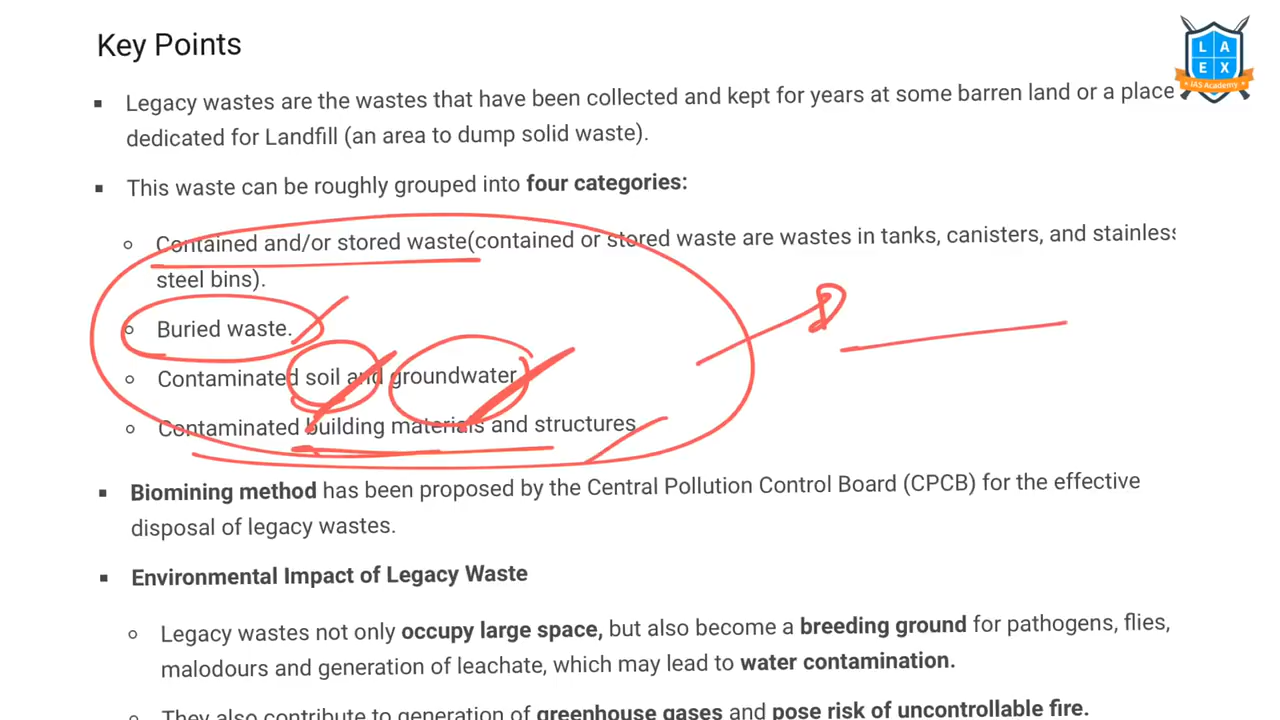 Key Points
L A
E X
IAS Academy
Legacy wastes are the wastes that have been collected and kept for years at some barren land or a place
dedicated for Landfill (an area to dump solid waste).
This waste can be roughly grouped into four categories:
Contained and/or stored waste(contained or stored waste are wastes in tanks, canisters, and stainless
steel bins).
Buried waste.
Contaminated soil and groundwater
Contaminated building materials and structures
Biomining method has been proposed by the Central Pollution Control Board (CPCB) for the effective
disposal of legacy wastes.
Environmental Impact of Legacy Waste
Legacy wastes not only occupy large space, but also become a breeding ground for pathogens, flies,
malodours and generation of leachate, which may lead to water contamination.
They also contribute to generation of greenhouse gases and pose risk of uncontrollable fire.